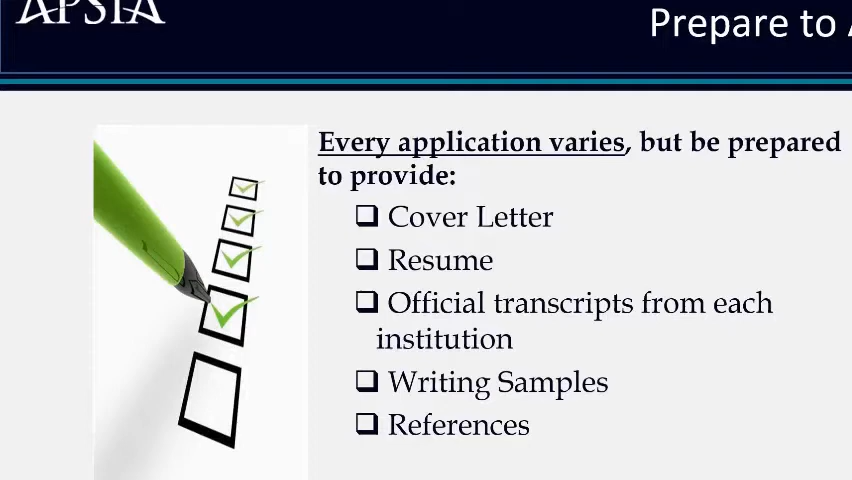 APSIA
Prepare to
Every application varies, but be prepared
to provide:
❑ Cover Letter
❑ Resume
❑ Official transcripts from each
institution
❑ Writing Samples
❑ References